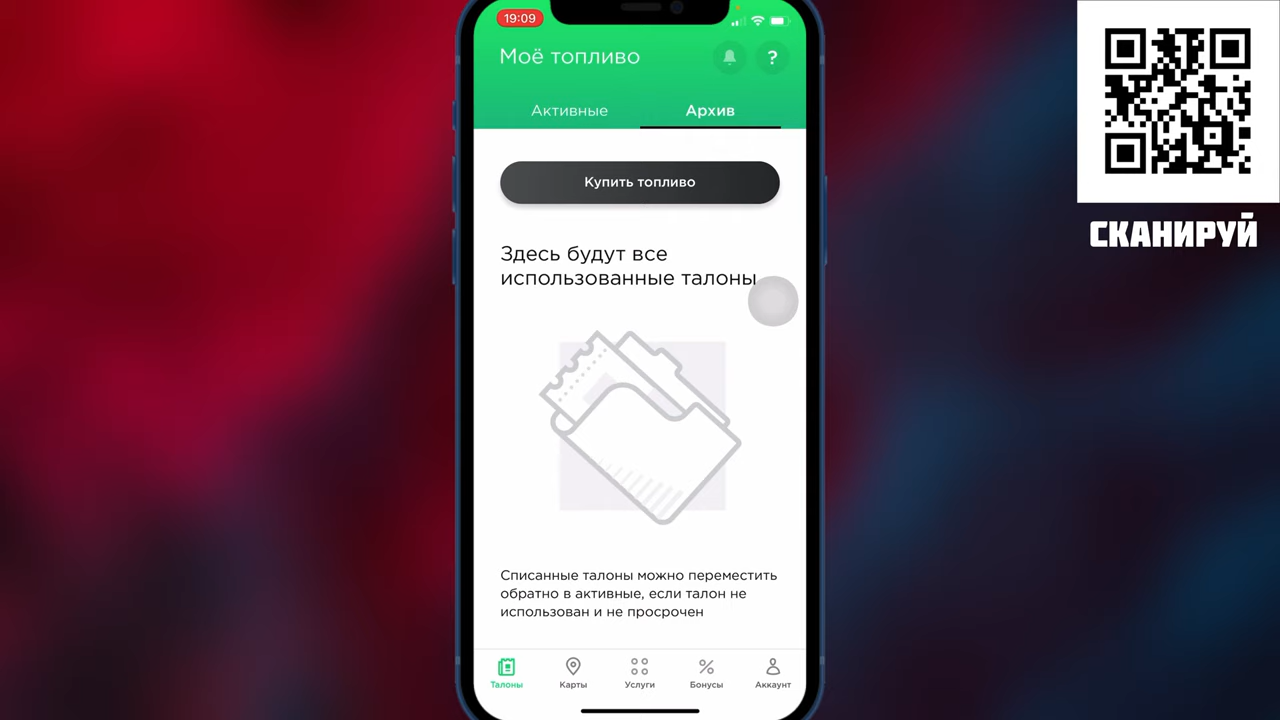 19:09
Моё топливо
?
Активные
Архив
Купить топливо
Здесь будут все
использованные талоны
Списанные талоны можно переместить
обратно в активные, если талон не
использован и не просрочен
Талоны
Карты
Услуги
Бонусы
Аккаунт
СКАНИРУЙ